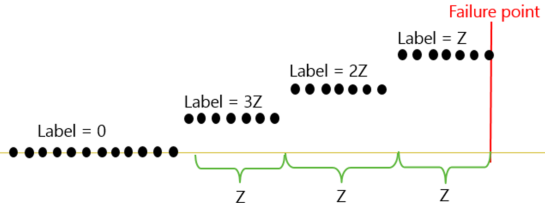 Failure point
Label = Z
Label = 2Z
Label = 3Z
Label = 0
Z
Z
Z